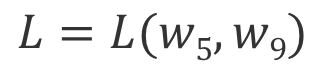 L = L(w₅, w₉)